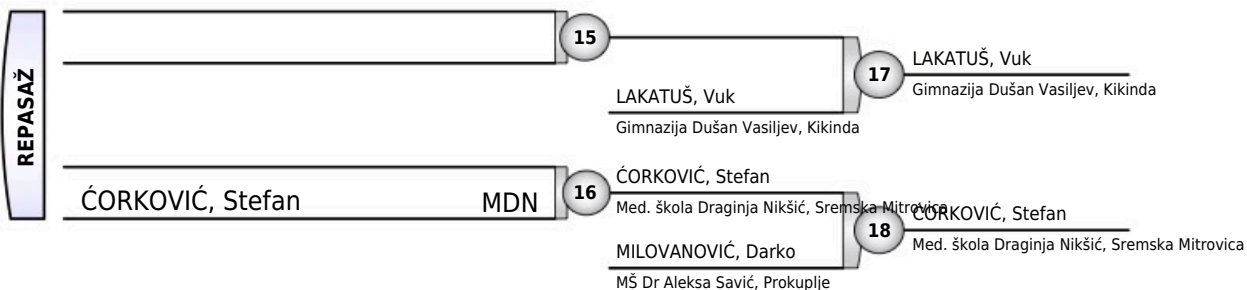 REPASAŽ
15
LAKATUŠ, Vuk
Gimnazija Dušan Vasiljev, Kikinda
17
LAKATUŠ, Vuk
Gimnazija Dušan Vasiljev, Kikinda
ĆORKOVIĆ, Stefan MDN
16
ĆORKOVIĆ, Stefan
Med. škola Draginja Nikšić, Sremska Mitrovica
MILOVANOVIĆ, Darko
MŠ Dr Aleksa Savić, Prokuplje
18
ĆORKOVIĆ, Stefan
Med. škola Draginja Nikšić, Sremska Mitrovica